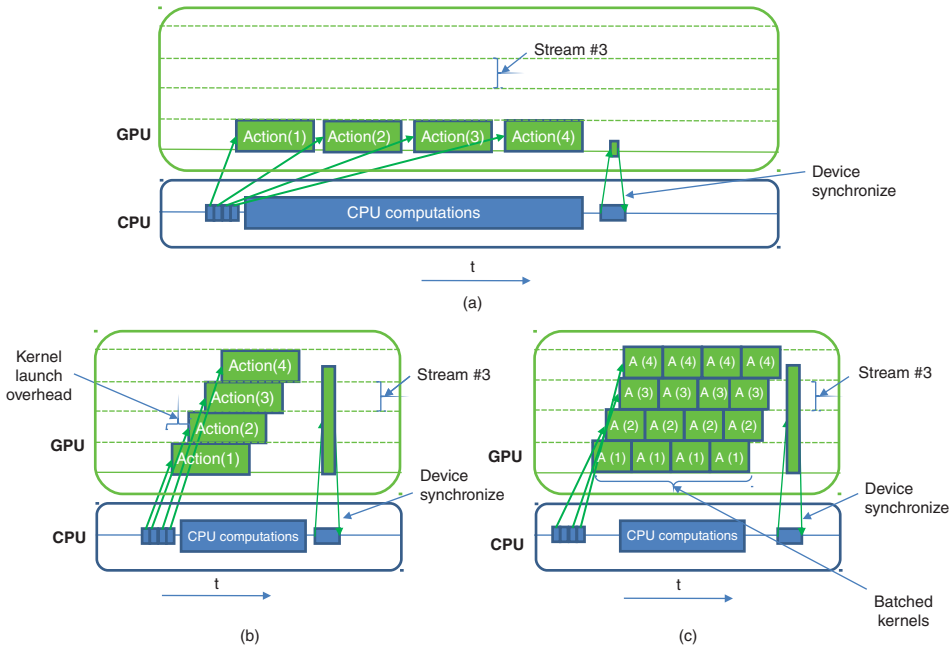 Stream #3
GPU
Action(1)
Action(2)
Action(3)
Action(4)
Device
synchronize
CPU
CPU computations
t
(a)
Kernel
launch
overhead
Action(4)
Action(3)
Action(2)
Action(1)
Stream #3
GPU
Device
synchronize
CPU
CPU computations
t
(b)
A (4) A (4) A (4) A (4)
A (3) A (3) A (3) A (3)
A (2) A (2) A (2) A (2)
A (1) A (1) A (1) A (1)
Stream #3
GPU
Device
synchronize
CPU
CPU computations
t
Batched
kernels
(c)